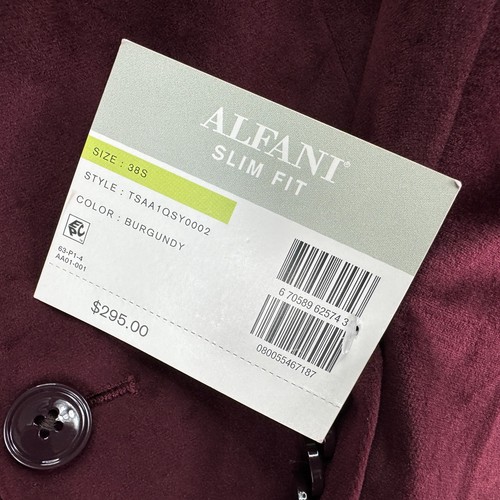 ALFANI®
SLIM FIT
SIZE : 38S
STYLE : TSAA1QSY0002
COLOR : BURGUNDY
EC
63-P1-4
AA01-001
6 70589 62574 3
$295.00
080055467187